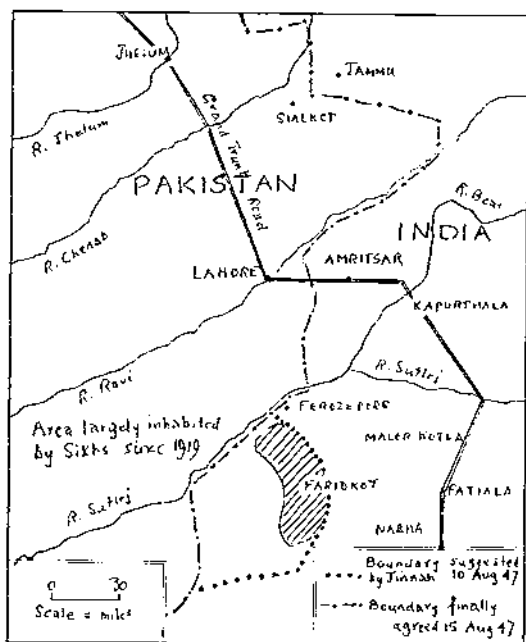 JHELUM
JAMMU
SIALKOT
R. Jhelum
Grand Trunk Road
PAKISTAN
R. Chenab
R. Beas
INDIA
LAHORE
AMRITSAR
KAPURTHALA
R. Ravi
R. Sutlej
Area largely inhabited
by Sikhs since 1919
FEROZEPORE
MALER KOTLA
FARIDKOT
R. Sutlej
PATIALA
NABHA
Boundary suggested
by Jinnah 10 Aug 47
0 30
Scale = miles
Boundary finally
agreed 15 Aug 47